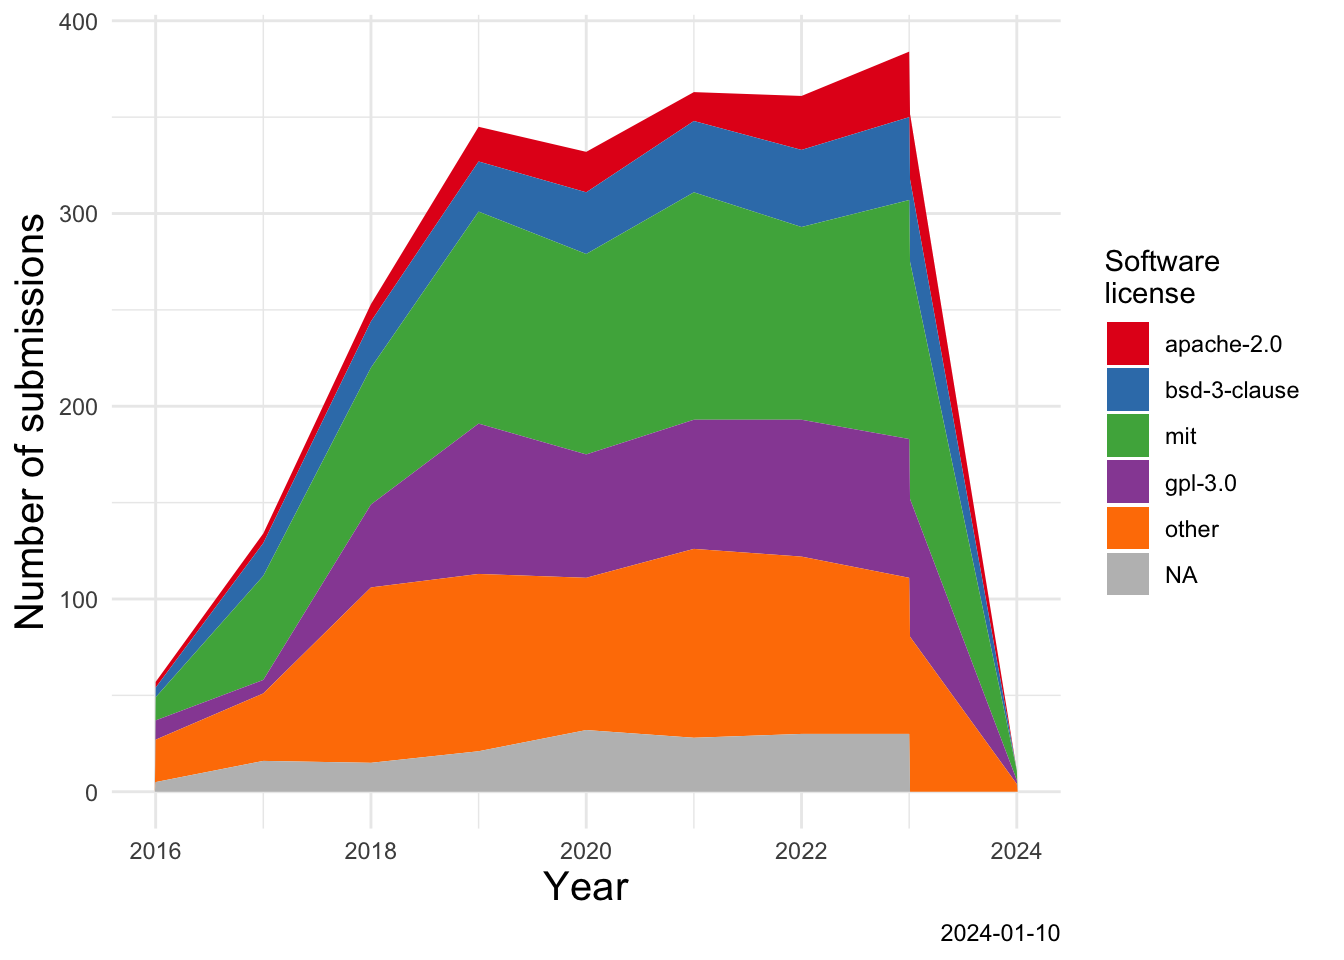 400
300
200
100
0
Number of submissions
2016
2018
2020
2022
2024
Year
Software
license
apache-2.0
bsd-3-clause
mit
gpl-3.0
other
NA
2024-01-10